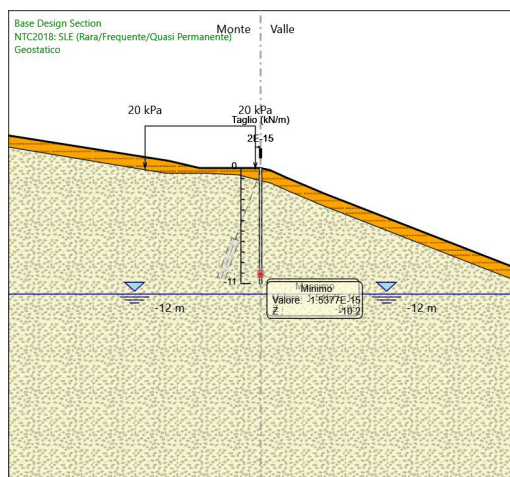 Base Design Section
NTC2018: SLE (Rara/Frequente/Quasi Permanente)
Geostatico
Monte Valle
20 kPa 20 kPa
Taglio (kN/m)
2E-15
0
-11
Minimo
Valore: -1.5377E-15
Z : -10.2
-12 m -12 m